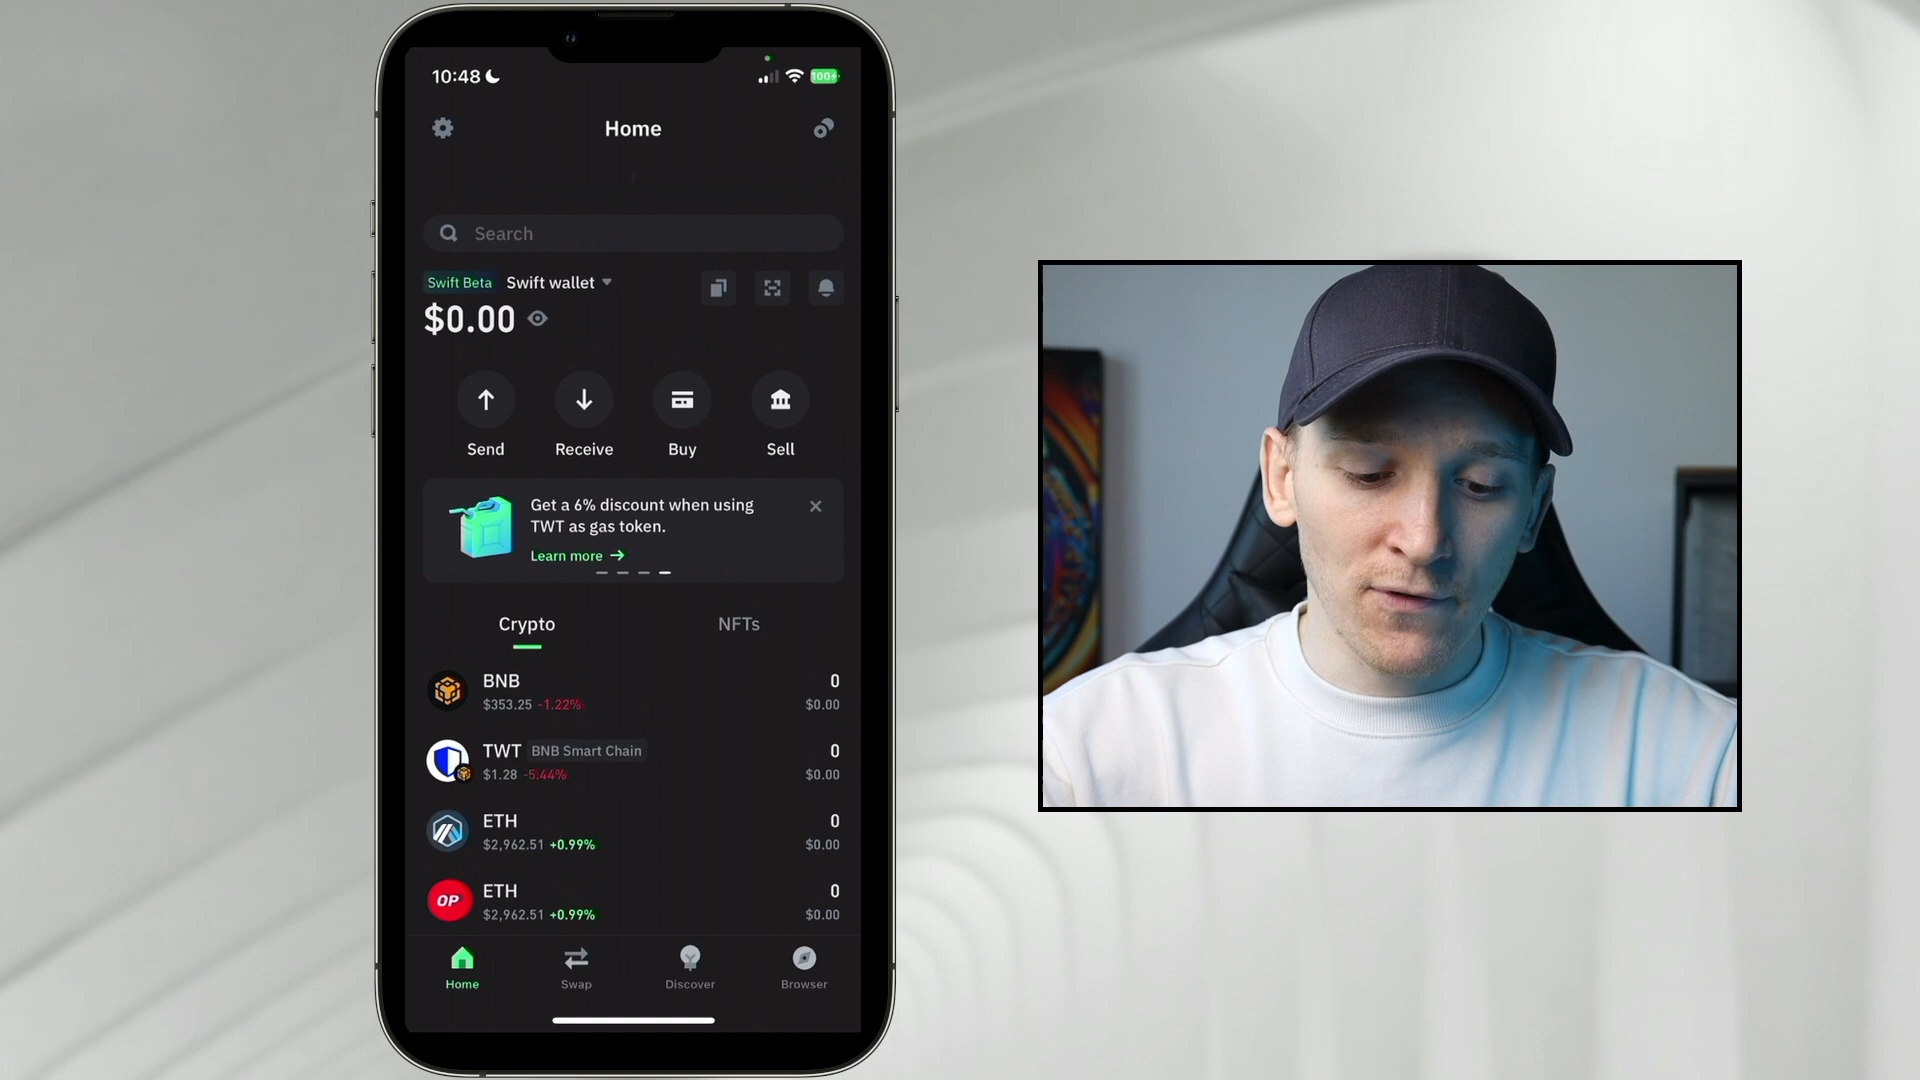 10:48
100
Home
Search
Swift Beta Swift wallet
$0.00
Send Receive Buy Sell
Get a 6% discount when using
TWT as gas token.
Learn more →
Crypto NFTs
BNB 0
$353.25 -1.22% $0.00
TWT BNB Smart Chain 0
$1.28 -5.44% $0.00
ETH 0
$2,962.51 +0.99% $0.00
OP
ETH 0
$2,962.51 +0.99% $0.00
Home Swap Discover Browser